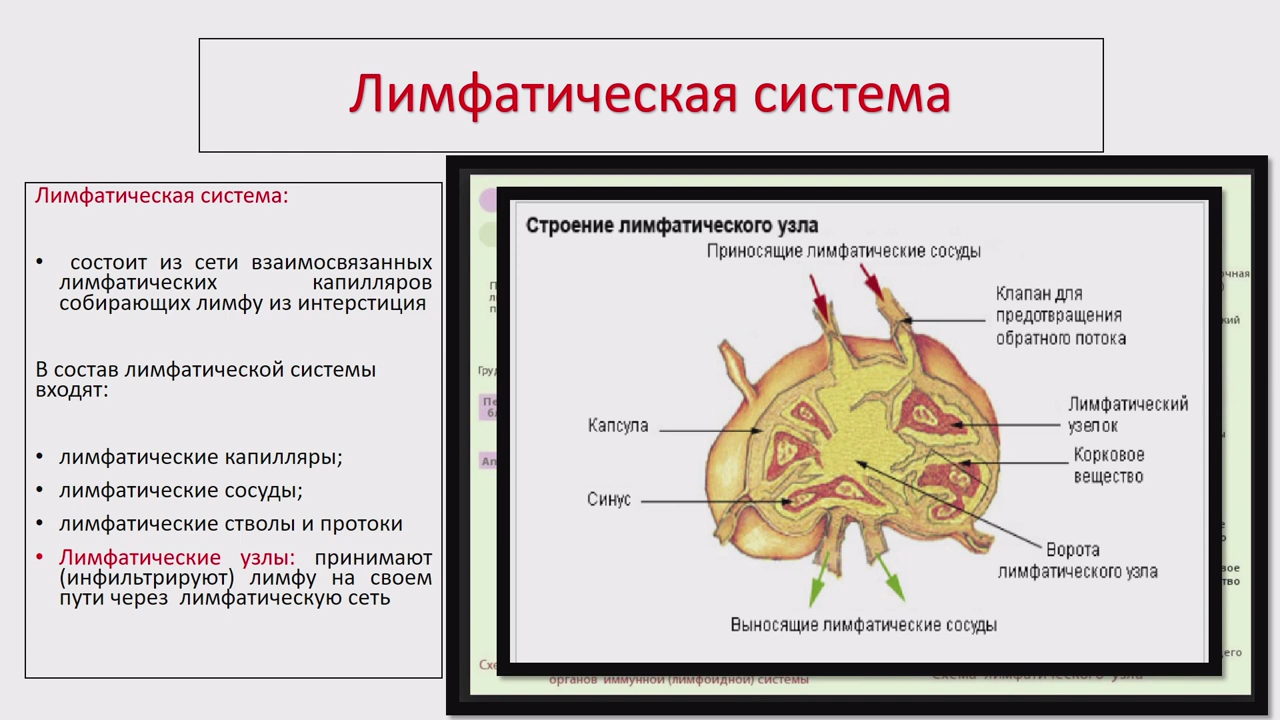 Лимфатическая система
Лимфатическая система:
• состоит из сети взаимосвязанных
лимфатических капилляров
собирающих лимфу из интерстиция
В состав лимфатической системы
входят:
• лимфатические капилляры;
• лимфатические сосуды;
• лимфатические стволы и протоки
• Лимфатические узлы: принимают
(инфильтрируют) лимфу на своем
пути через лимфатическую сеть
Строение лимфатического узла
Приносящие лимфатические сосуды
Клапан для
предотвращения
обратного потока
Лимфатический
узелок
Капсула
Корковое
вещество
Синус
Ворота
лимфатического узла
Выносящие лимфатические сосуды
органов иммунной (лимфоидной) системы
Схема лимфатического узла